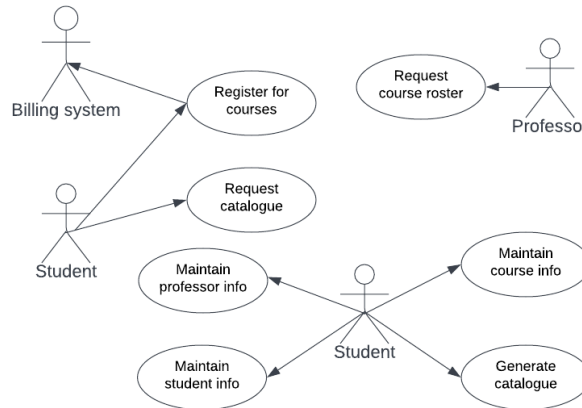 Billing system
Register for
courses
Request
course roster
Professo
Student
Request
catalogue
Maintain
professor info
Maintain
course info
Student
Maintain
student info
Generate
catalogue